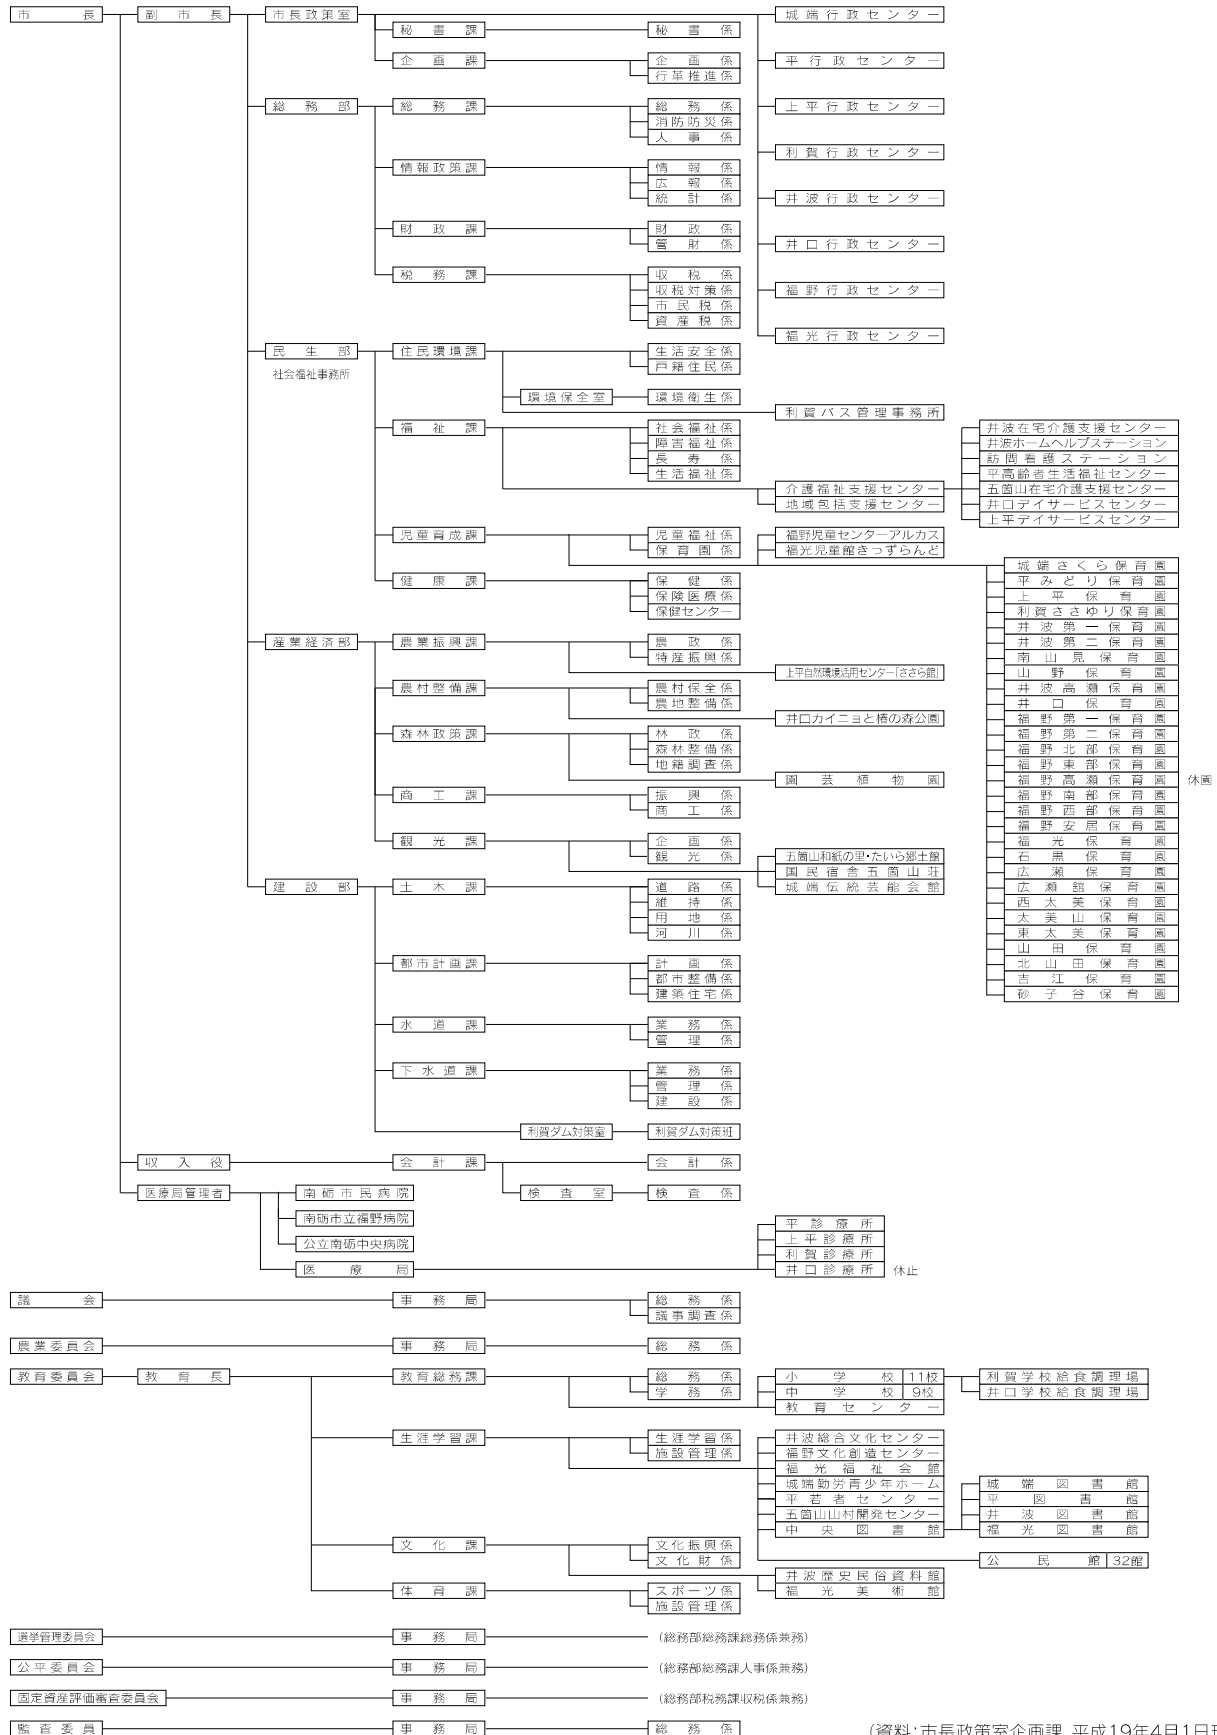 市長 副市長 市長政策室 城端行政センター
秘書課 秘書係
企画課 企画係 平行政センター
行革推進係
総務部 総務課 総務係 上平行政センター
消防防災係
人事係
利賀行政センター
情報政策課 情報係
広報係
統計係 井波行政センター
財政課 財政係
管財係 井口行政センター
税務課 収税係
収税対策係 福野行政センター
市民税係
資産税係
福光行政センター
民生部 住民環境課 生活安全係
戸籍住民係
社会福祉事務所
環境保全室 環境衛生係
利賀バス管理事務所
福祉課 社会福祉係 井波在宅介護支援センター
障害福祉係 井波ホームヘルプステーション
長寿係 訪問看護ステーション
生活福祉係 平高齢者生活福祉センター
介護福祉支援センター 五箇山在宅介護支援センター
地域包括支援センター 井口デイサービスセンター
上平デイサービスセンター
児童育成課 児童福祉係 福野児童センターアルカス
保育園係 福光児童館きっずらんど
城端さくら保育園
健康課 保健係 平みどり保育園
保険医療係 上平保育園
保健センター 利賀ささゆり保育園
井波第一保育園
産業経済部 農業振興課 農政係 井波第二保育園
特産振興係 南山見保育園
上平自然環境活用センター「ささら館」 山野保育園
農村整備課 農村保全係 井波高瀬保育園
農地整備係 井口保育園
井口カイニョと椿の森公園 福野第一保育園
森林政策課 林政係 福野第二保育園
森林整備係 福野北部保育園
地籍調査係 福野東部保育園
園芸植物園 福野高瀬保育園 休園
商工課 振興係 福野南部保育園
商工係 福野西部保育園
福野安居保育園
観光課 企画係 福光保育園
観光係 五箇山和紙の里・たいら郷土館 石黒保育園
国民宿舎五箇山荘 広瀬保育園
建設部 土木課 道路係 城端伝統芸能会館 広瀬舘保育園
維持係 西太美保育園
用地係 太美山保育園
河川係 東太美保育園
山田保育園
都市計画課 計画係 北山田保育園
都市整備係 吉江保育園
建築住宅係 砂子谷保育園
水道課 業務係
管理係
下水道課 業務係
管理係
建設係
利賀ダム対策室 利賀ダム対策班
収入役 会計課 会計係
医療局管理者 南砺市民病院 検査室 検査係
南砺市立福野病院
平診療所
公立南砺中央病院 上平診療所
利賀診療所
医療局 井口診療所 休止
議会 事務局 総務係
議事調査係
農業委員会 事務局 総務係
教育委員会 教育長 教育総務課 総務係 小学校 11校 利賀学校給食調理場
学務係 中学校 9校 井口学校給食調理場
教育センター
生涯学習課 生涯学習係 井波総合文化センター
施設管理係 福野文化創造センター
福光福祉会館
城端勤労青少年ホーム 城端図書館
平若者センター 平図書館
五箇山山村開発センター 井波図書館
中央図書館 福光図書館
文化課 文化振興係
文化財係 公民館 32館
井波歴史民俗資料館
体育課 スポーツ係 福光美術館
施設管理係
選挙管理委員会 事務局 (総務部総務課総務係兼務)
公平委員会 事務局 (総務部総務課人事係兼務)
固定資産評価審査委員会 事務局 (総務部税務課収税係兼務)
監査委員 事務局 総務係 (資料:市長政策室企画課 平成19年4月1日現